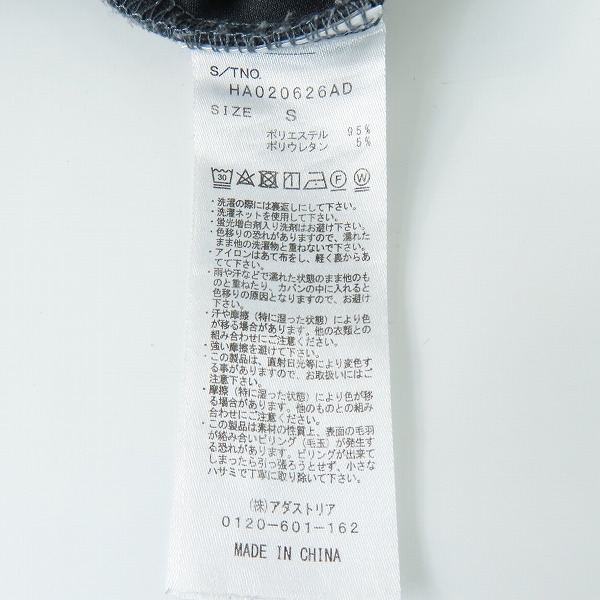 S/TNO.
HA020626AD
SIZE S
ポリエステル 95%
ポリウレタン 5%
30 F W
・洗濯の際には裏返しにして下さい。
・洗濯ネットを使用して下さい。
・蛍光増白剤入り洗剤はお避け下さい。
・色移りの恐れがありますので、濡れた
まま他の洗濯物と重ねないで下さい。
・アイロンはあて布をし、軽く裏からあ
てて下さい。
・雨や汗などで濡れた状態のまま他のも
のと重ねたり、カバンの中に入れると
色移りの原因となりますので、お避け
下さい。
・汗や摩擦（特に湿った状態）により色
が移る場合があります。他の衣類との
組み合わせにご注意ください。
・強い摩擦を避けて下さい。
・この製品は、直射日光等により変色す
る事がありますので、お取扱いにはご
注意下さい。
・摩擦（特に湿った状態）により色が移
る場合があります。他のものとの組み
合わせにご注意ください。
・この製品は素材の性質上、表面の毛羽
が絡み合いピリング（毛玉）が発生す
る恐れがあります。ピリングが出来て
しまったら引っ張ろうとせず、小さな
ハサミで丁寧に取り除いて下さい。
（株）アダストリア
0120-601-162
MADE IN CHINA